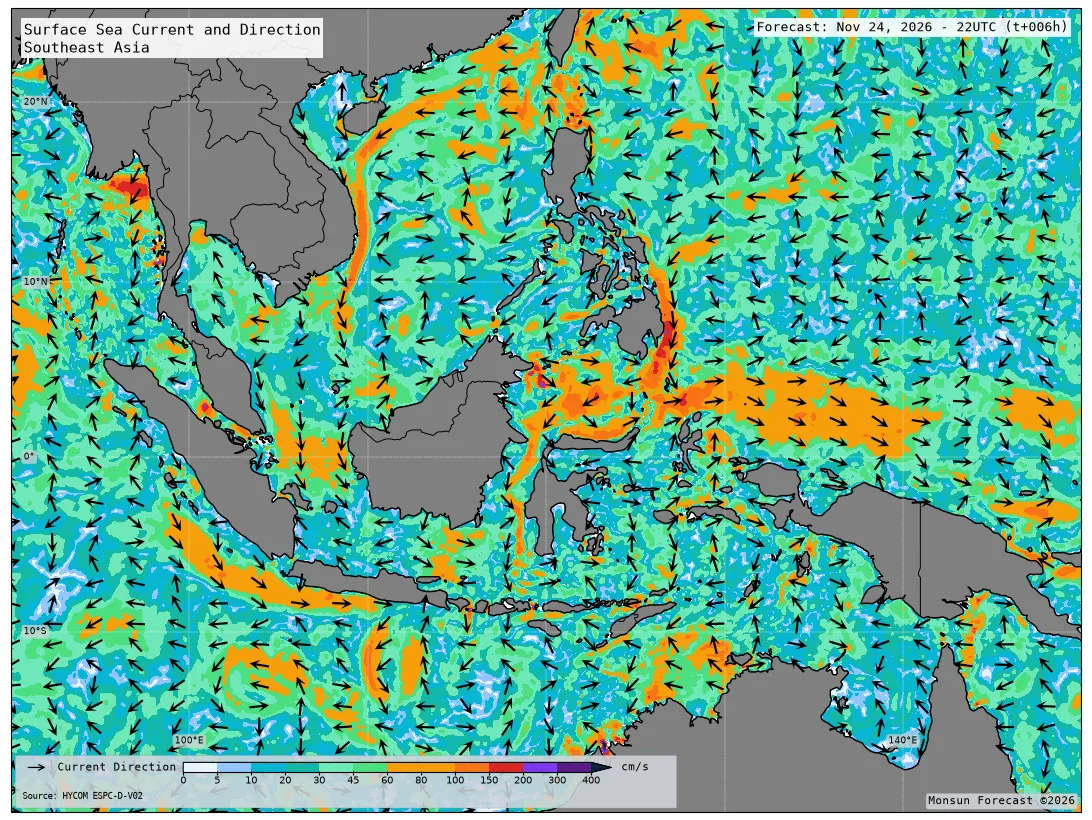 Surface Sea Current and Direction
Southeast Asia
Forecast: Nov 24, 2026 - 22UTC (t+006h)
20°N
10°N
0°
10°S
100°E
140°E
Current Direction
cm/s
0 5 10 20 30 45 60 80 100 150 200 300 400
Source: HYCOM ESPC-D-V02
Monsun Forecast ©2026